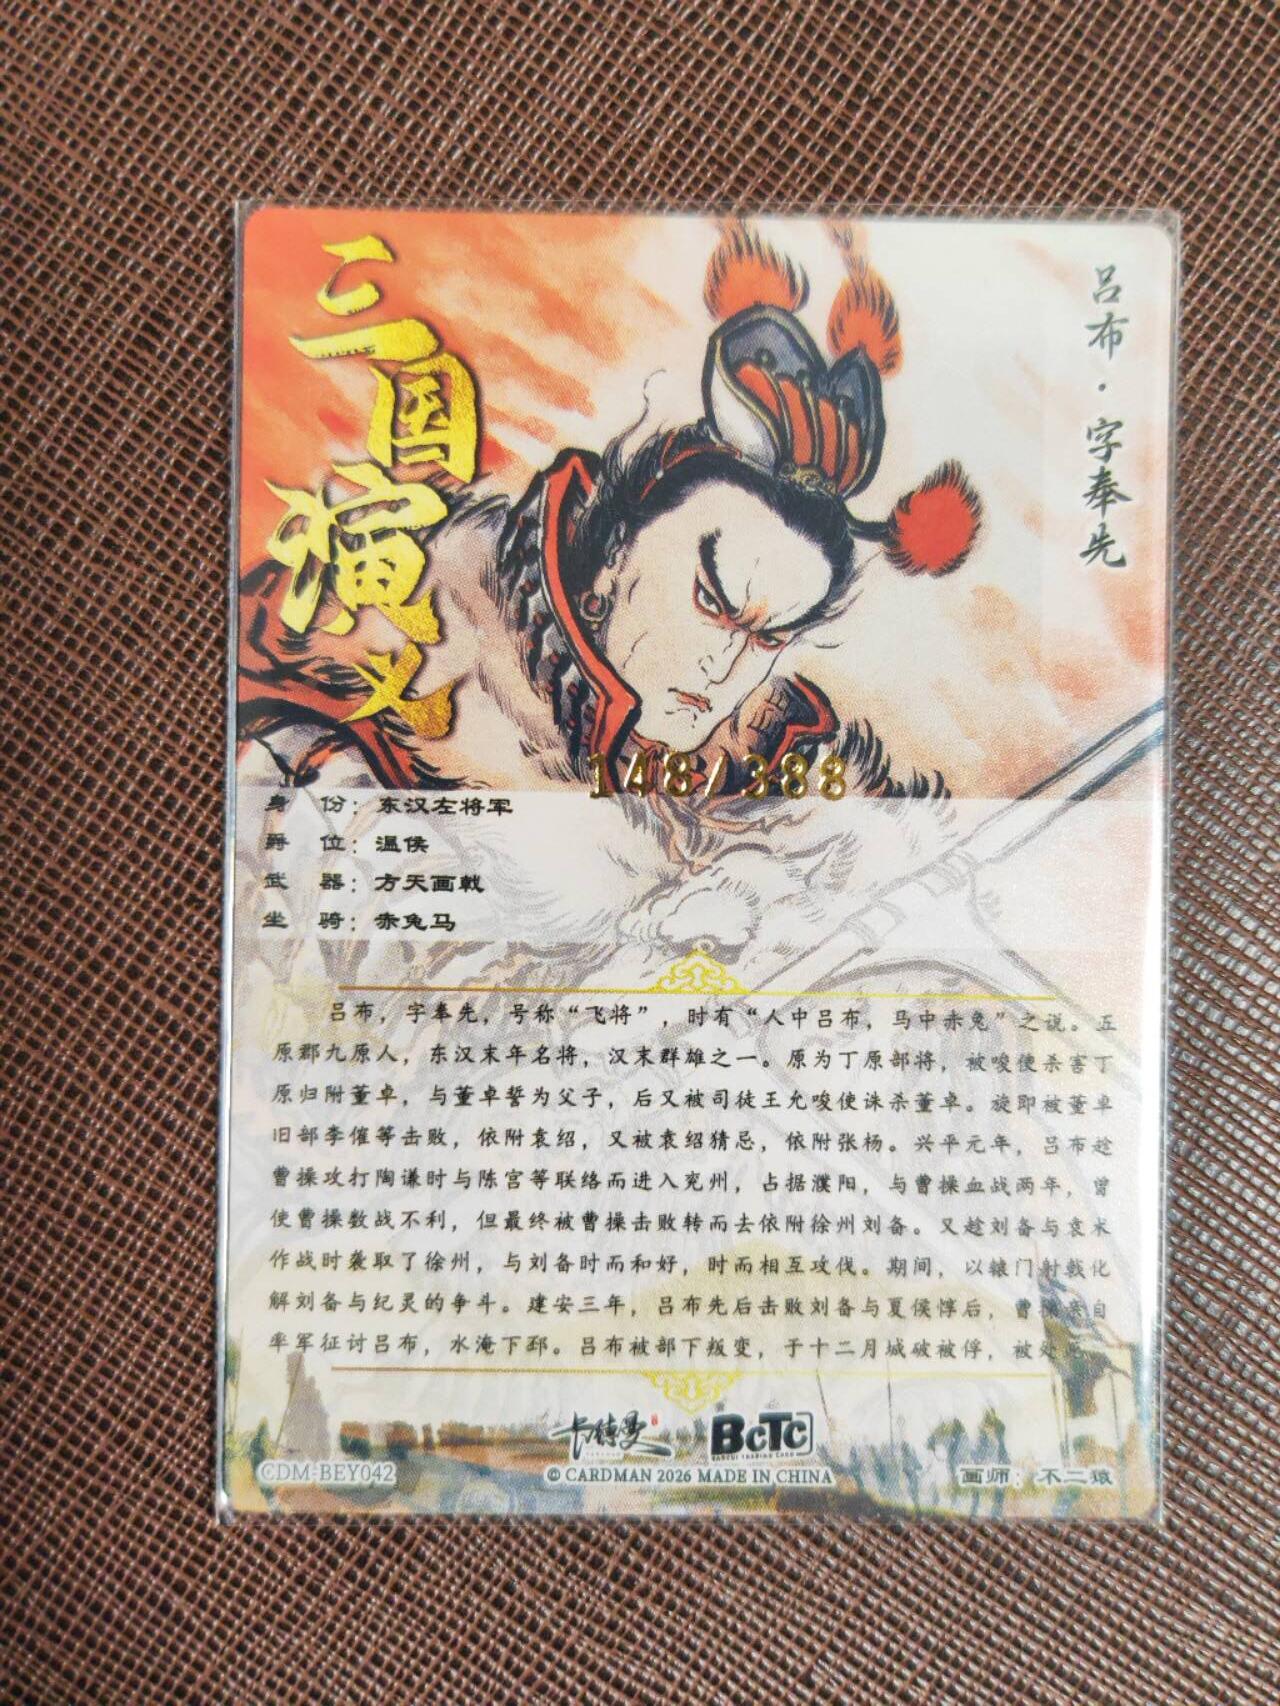 三国演义
吕布·字奉先
148/388
身份：东汉左将军
爵位：温侯
武器：方天画戟
坐骑：赤兔马
吕布，字奉先，号称“飞将”，时有“人中吕布，马中赤兔”之说。五
原郡九原人，东汉末年名将，汉末群雄之一。原为丁原部将，被唆使杀害丁
原归附董卓，与董卓誓为父子，后又被司徒王允唆使诛杀董卓。旋即被董卓
旧部李傕等击败，依附袁绍，又被袁绍猜忌，依附张杨。兴平元年，吕布趁
曹操攻打陶谦时与陈宫等联络而进入兖州，占据濮阳，与曹操血战两年，曾
使曹操数战不利，但最终被曹操击败转而去依附徐州刘备。又趁刘备与袁术
作战时袭取了徐州，与刘备时而和好，时而相互攻伐。期间，以辕门射戟化
解刘备与纪灵的争斗。建安三年，吕布先后击败刘备与夏侯惇后，曹操亲自
率军征讨吕布，水淹下邳。吕布被部下叛变，于十二月城破被俘，被处死。
卡德曼 BCTC
CDM-BEY042
© CARDMAN 2026 MADE IN CHINA
画师：不二猿